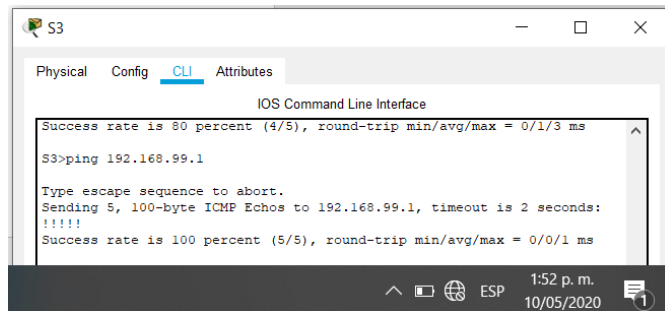 S3
Physical Config CLI Attributes
IOS Command Line Interface
Success rate is 80 percent (4/5), round-trip min/avg/max = 0/1/3 ms
S3>ping 192.168.99.1
Type escape sequence to abort.
Sending 5, 100-byte ICMP Echos to 192.168.99.1, timeout is 2 seconds:
!!!!!
Success rate is 100 percent (5/5), round-trip min/avg/max = 0/0/1 ms
ESP
1:52 p. m.
10/05/2020
1